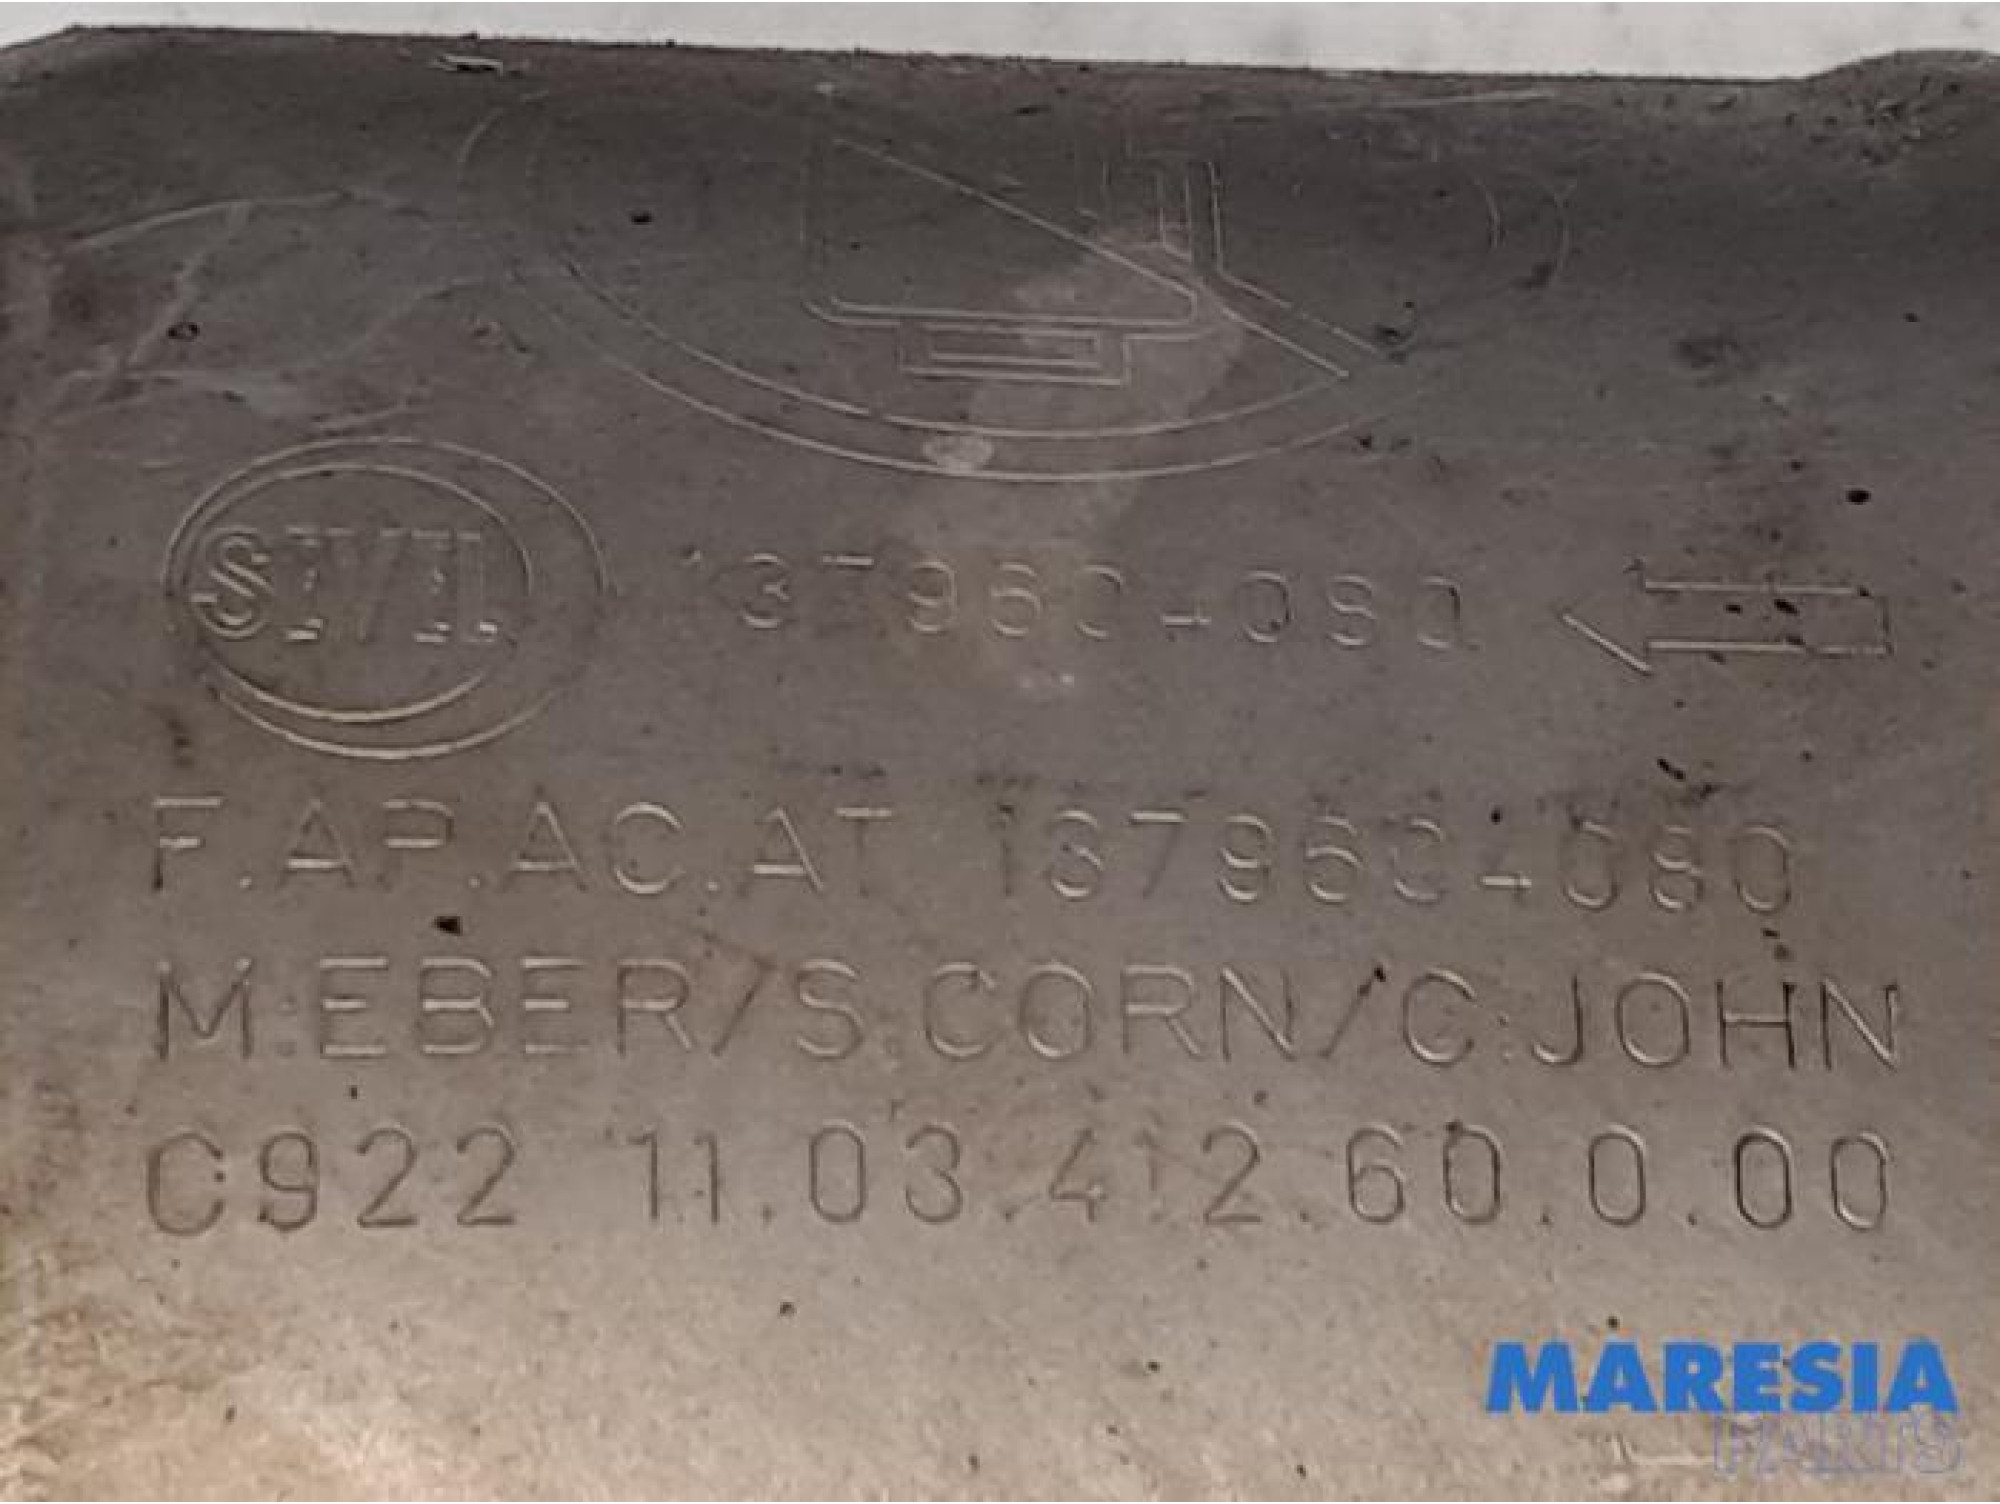 SEVEL 1379604080
F.AP.AC.AT 1379604080
M:EBER/S:CORN/C:JOHN
C922 11.03.412.60.0.00
MARESIA
PARTS